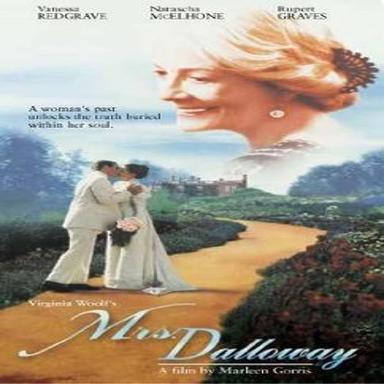 Vanessa Natascha Rupert
REDGRAVE McELHONE GRAVES
A woman's past
unlocks the truth buried
within her soul.
Virginia Woolf's
Mrs. Dalloway
A film by Marleen Gorris